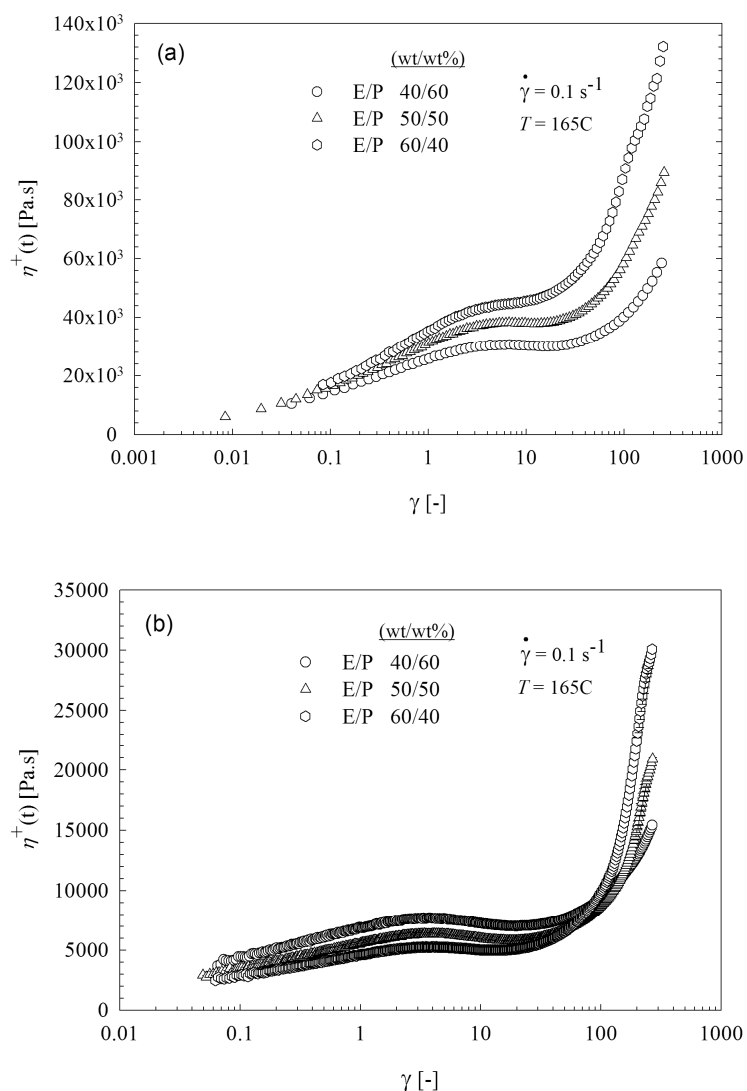 (a)
(wt/wt%)
E/P 40/60
E/P 50/50
E/P 60/40
γ̇ = 0.1 s⁻¹
T = 165C
η⁺(t) [Pa.s]
140x10³
120x10³
100x10³
80x10³
60x10³
40x10³
20x10³
0
0.001 0.01 0.1 1 10 100 1000
γ [-]
(b)
(wt/wt%)
E/P 40/60
E/P 50/50
E/P 60/40
γ̇ = 0.1 s⁻¹
T = 165C
η⁺(t) [Pa.s]
35000
30000
25000
20000
15000
10000
5000
0
0.01 0.1 1 10 100 1000
γ [-]